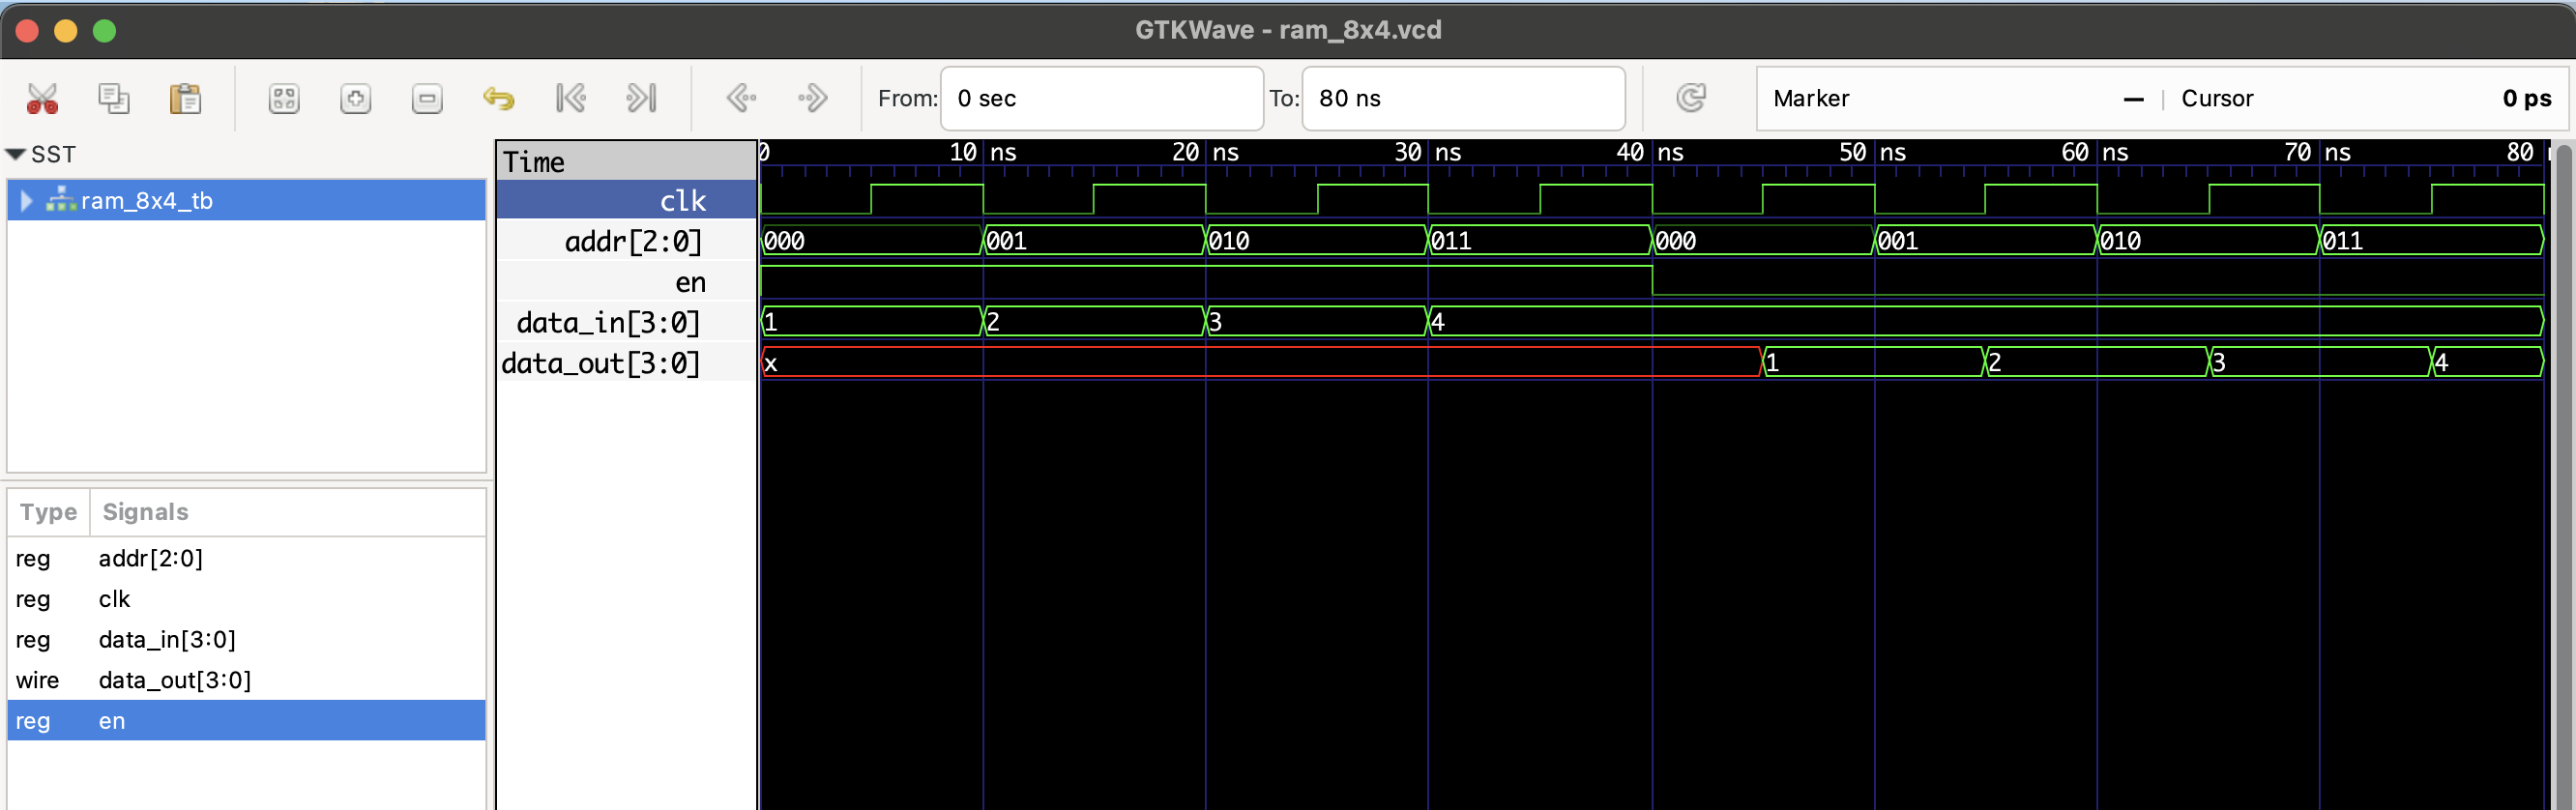 GTKWave - ram_8x4.vcd
From: 0 sec To: 80 ns Marker — | Cursor 0 ps
SST
ram_8x4_tb
Type Signals
reg addr[2:0]
reg clk
reg data_in[3:0]
wire data_out[3:0]
reg en
Time 0 10 ns 20 ns 30 ns 40 ns 50 ns 60 ns 70 ns 80
clk
addr[2:0] 000 001 010 011 000 001 010 011
en
data_in[3:0] 1 2 3 4
data_out[3:0] x 1 2 3 4